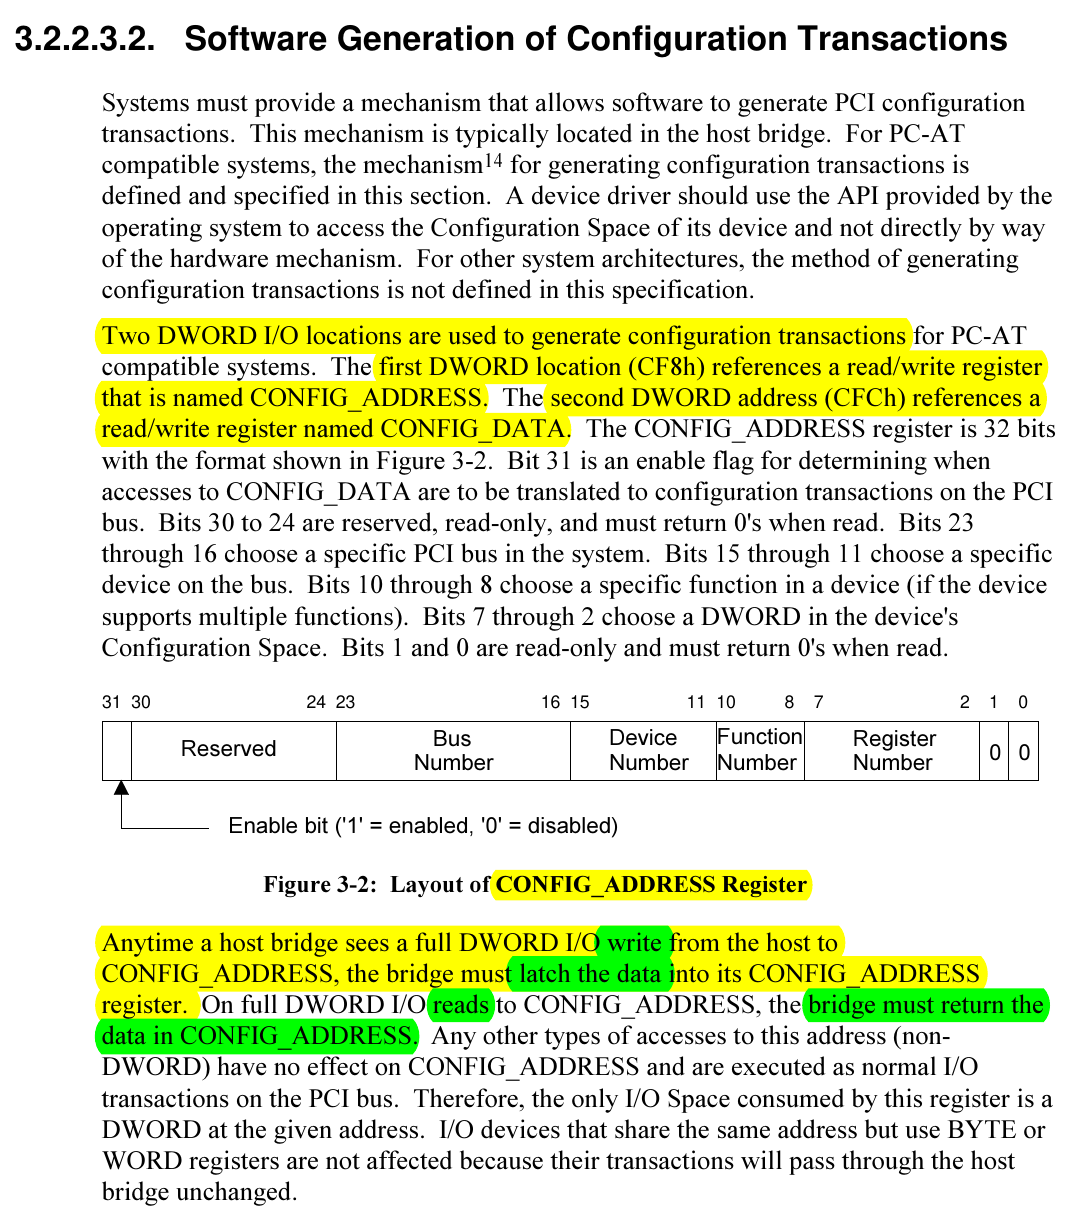 3.2.2.3.2. Software Generation of Configuration Transactions
Systems must provide a mechanism that allows software to generate PCI configuration
transactions. This mechanism is typically located in the host bridge. For PC-AT
compatible systems, the mechanism14 for generating configuration transactions is
defined and specified in this section. A device driver should use the API provided by the
operating system to access the Configuration Space of its device and not directly by way
of the hardware mechanism. For other system architectures, the method of generating
configuration transactions is not defined in this specification.
Two DWORD I/O locations are used to generate configuration transactions for PC-AT
compatible systems. The first DWORD location (CF8h) references a read/write register
that is named CONFIG_ADDRESS. The second DWORD address (CFCh) references a
read/write register named CONFIG_DATA. The CONFIG_ADDRESS register is 32 bits
with the format shown in Figure 3-2. Bit 31 is an enable flag for determining when
accesses to CONFIG_DATA are to be translated to configuration transactions on the PCI
bus. Bits 30 to 24 are reserved, read-only, and must return 0's when read. Bits 23
through 16 choose a specific PCI bus in the system. Bits 15 through 11 choose a specific
device on the bus. Bits 10 through 8 choose a specific function in a device (if the device
supports multiple functions). Bits 7 through 2 choose a DWORD in the device's
Configuration Space. Bits 1 and 0 are read-only and must return 0's when read.
31 30 24 23 16 15 11 10 8 7 2 1 0
Reserved
Bus
Number
Device
Number
Function
Number
Register
Number
0 0
Enable bit ('1' = enabled, '0' = disabled)
Figure 3-2: Layout of CONFIG_ADDRESS Register
Anytime a host bridge sees a full DWORD I/O write from the host to
CONFIG_ADDRESS, the bridge must latch the data into its CONFIG_ADDRESS
register. On full DWORD I/O reads to CONFIG_ADDRESS, the bridge must return the
data in CONFIG_ADDRESS. Any other types of accesses to this address (non-
DWORD) have no effect on CONFIG_ADDRESS and are executed as normal I/O
transactions on the PCI bus. Therefore, the only I/O Space consumed by this register is a
DWORD at the given address. I/O devices that share the same address but use BYTE or
WORD registers are not affected because their transactions will pass through the host
bridge unchanged.